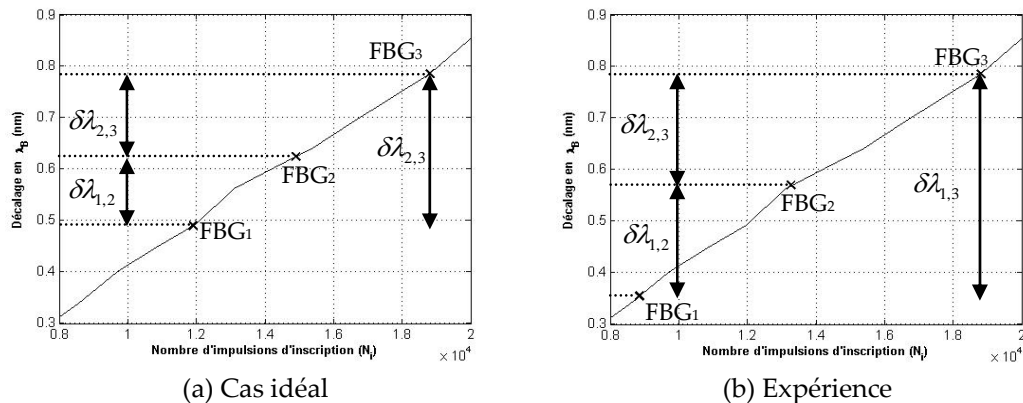 0.9
0.8
0.7
0.6
0.5
0.4
0.3
Décalage en λB (nm)
FBG3
δλ2,3
δλ2,3
FBG2
δλ1,2
FBG1
0.8 1 1.2 1.4 1.6 1.8 2
Nombre d'impulsions d'inscription (Ni)
× 10^4
(a) Cas idéal
0.9
0.8
0.7
0.6
0.5
0.4
0.3
Décalage en λB (nm)
FBG3
δλ2,3
FBG2
δλ1,3
δλ1,2
FBG1
0.8 1 1.2 1.4 1.6 1.8 2
Nombre d'impulsions d'inscription (Ni)
× 10^4
(b) Expérience